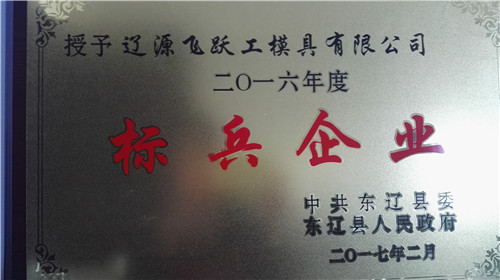 授予辽源飞跃工模具有限公司
二〇一六年度
标兵企业
中共东辽县委
东辽县人民政府
二〇一七年二月